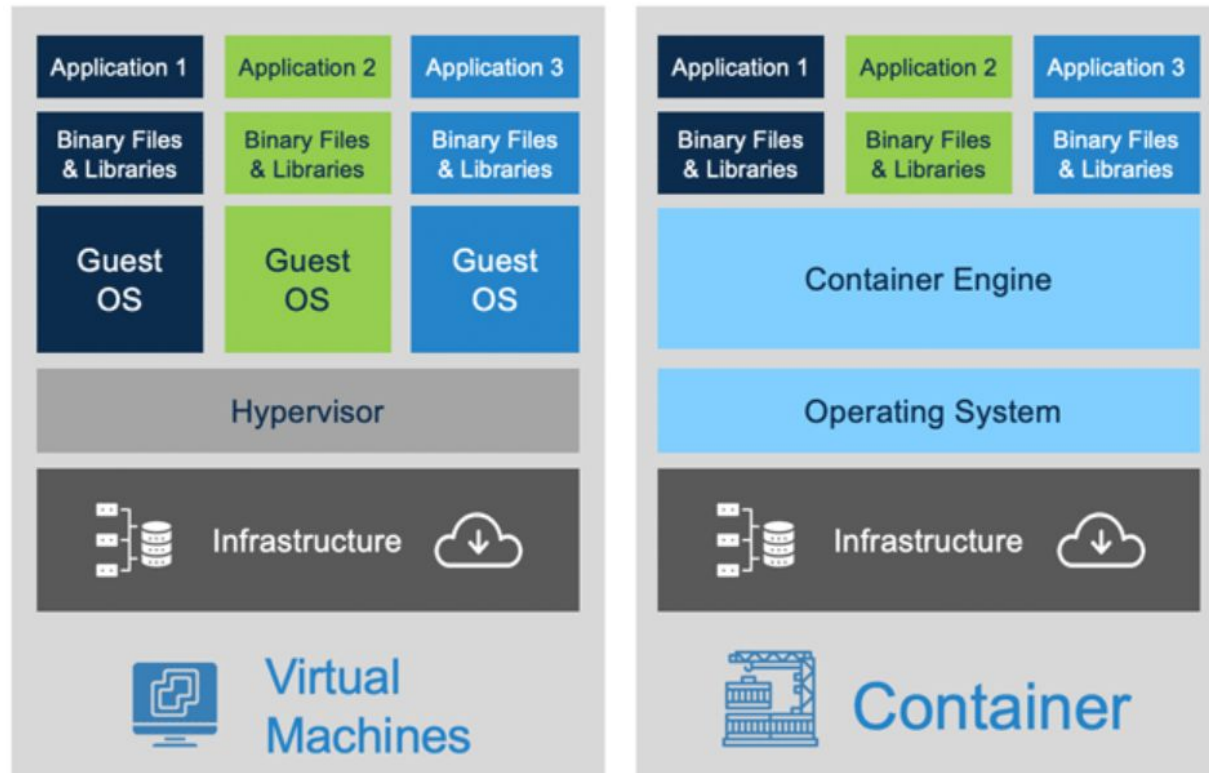 Application 1
Application 2
Application 3
Binary Files
& Libraries
Binary Files
& Libraries
Binary Files
& Libraries
Guest
OS
Guest
OS
Guest
OS
Hypervisor
Infrastructure
Virtual
Machines
Application 1
Application 2
Application 3
Binary Files
& Libraries
Binary Files
& Libraries
Binary Files
& Libraries
Container Engine
Operating System
Infrastructure
Container